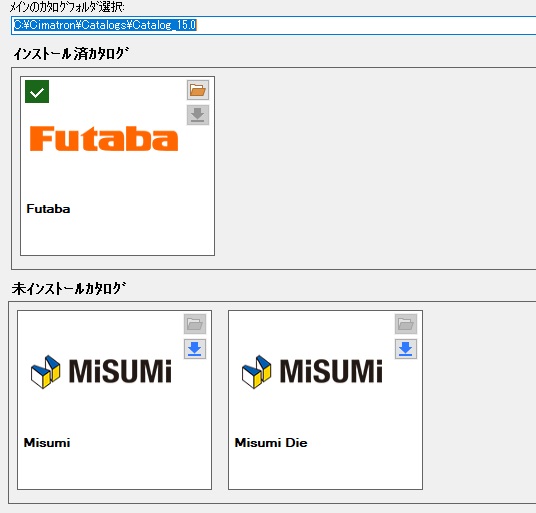 メインのカタログフォルダ選択:
C:¥Cimatron¥Catalogs¥Catalog_15.0
インストール済カタログ
Futaba
Futaba
未インストールカタログ
MiSUMi
MiSUMi
Misumi
Misumi Die